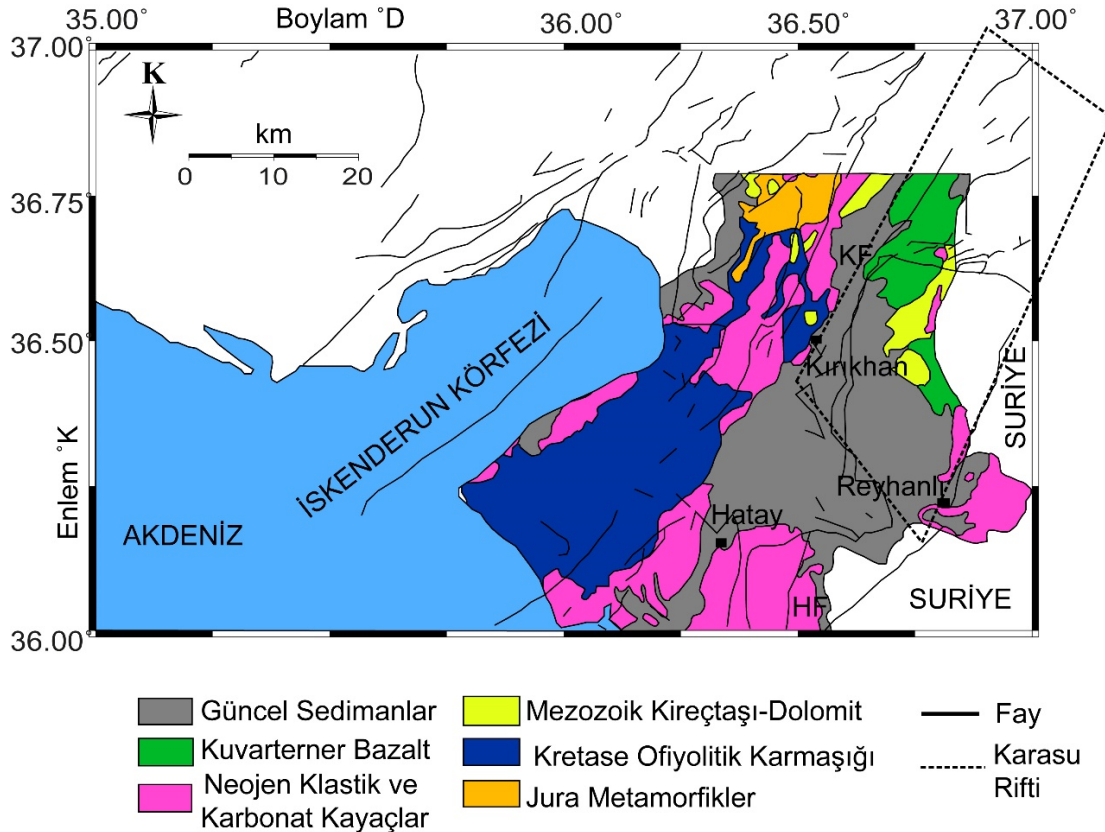 35.00°
Boylam °D
36.00°
36.50°
37.00°
37.00°
K
km
0 10 20
36.75°
KF
36.50°
Kırıkhan
İSKENDERUN KÖRFEZİ
SURİYE
Enlem °K
Reyhanlı
Hatay
AKDENİZ
SURİYE
HF
36.00°
Güncel Sedimanlar
Kuvarterner Bazalt
Neojen Klastik ve
Karbonat Kayaçlar
Mezozoik Kireçtaşı-Dolomit
Kretase Ofiyolitik Karmaşığı
Jura Metamorfikler
Fay
Karasu
Rifti